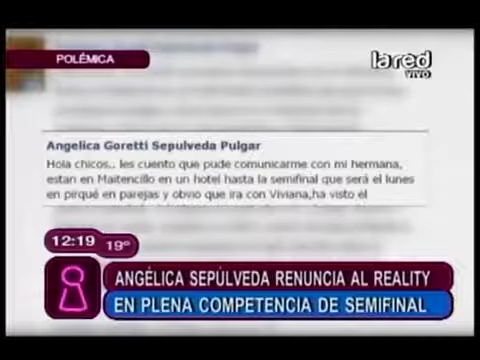 POLÉMICA
lared
VIVO
Angelica Goretti Sepulveda Pulgar
Hola chicos.. les cuento que pude comunicarme con mi hermana,
estan en Maitencillo en un hotel hasta la semifinal que será el lunes
en pirqué en parejas y obvio que ira con Viviana,ha visto el
12:19 19°
ANGÉLICA SEPÚLVEDA RENUNCIA AL REALITY
EN PLENA COMPETENCIA DE SEMIFINAL